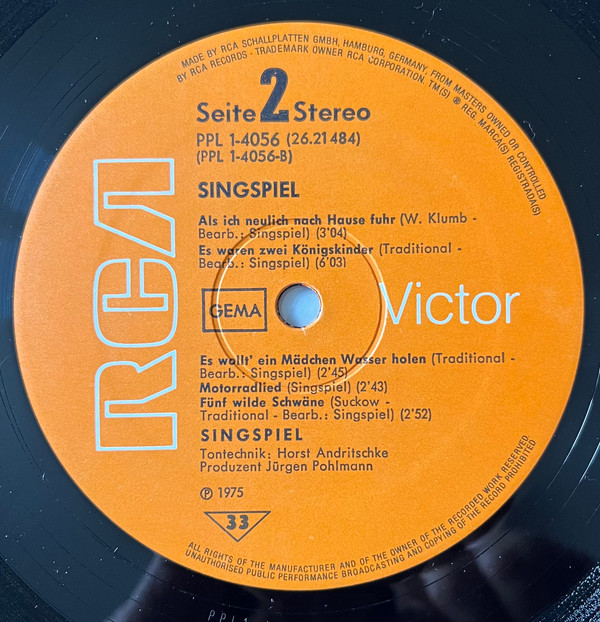 MADE BY RCA SCHALLPLATTEN GMBH, HAMBURG, GERMANY, FROM MASTERS OWNED OR CONTROLLED
BY RCA RECORDS - TRADEMARK OWNER RCA CORPORATION. TM(S) ® REG. MARCA(S) REGISTRADA(S)
Seite 2 Stereo
PPL 1-4056 (26.21484)
(PPL 1-4056-B)
SINGSPIEL
Als ich neulich nach Hause fuhr (W. Klumb -
Bearb.: Singspiel) (3'04)
Es waren zwei Königskinder (Traditional -
Bearb.: Singspiel) (6'03)
RCA
GEMA
Victor
Es wollt' ein Mädchen Wasser holen (Traditional -
Bearb.: Singspiel) (2'45)
Motorradlied (Singspiel) (2'43)
Fünf wilde Schwäne (Suckow -
Traditional - Bearb.: Singspiel) (2'52)
SINGSPIEL
Tontechnik: Horst Andritschke
Produzent Jürgen Pohlmann
℗ 1975
33
ALL RIGHTS OF THE MANUFACTURER AND OF THE OWNER OF THE RECORDED WORK RESERVED
UNAUTHORISED PUBLIC PERFORMANCE BROADCASTING AND COPYING OF THE RECORD PROHIBITED